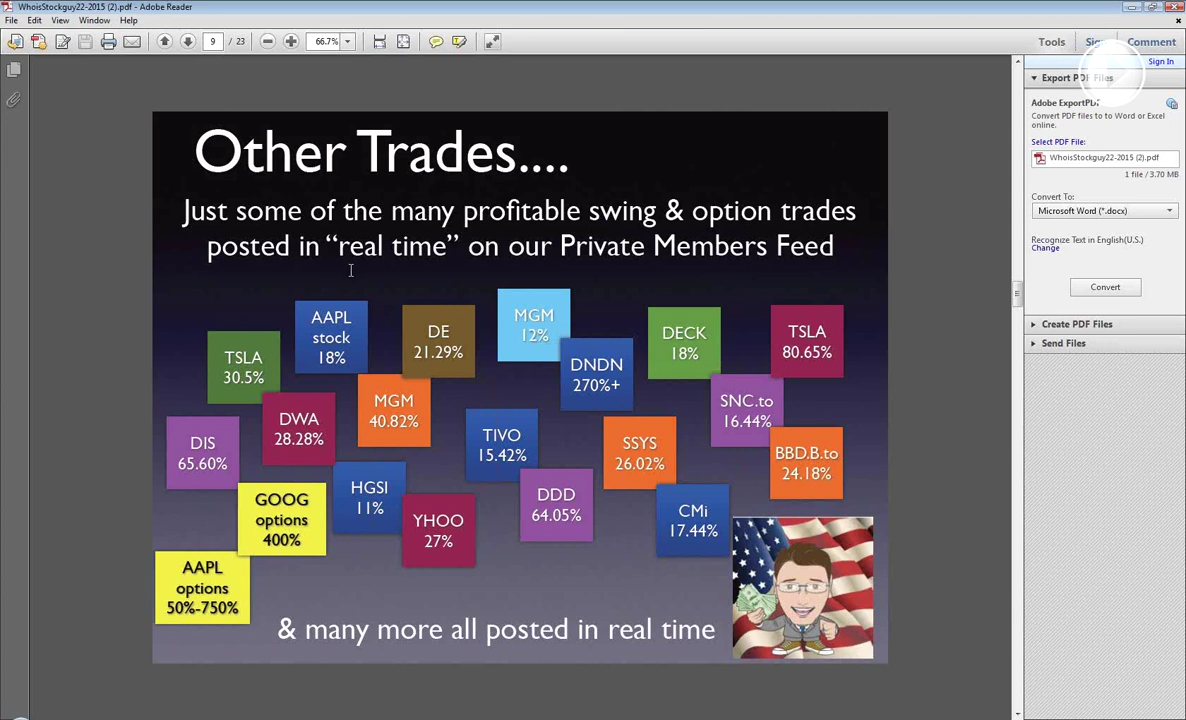 WhoisStockguy22-2015 (2).pdf - Adobe Reader
File Edit View Window Help
9 / 23 66.7% Tools Comment
Sign In
Export PDF Files
Adobe ExportPDF
Convert PDF files to to Word or Excel
online.
Select PDF File:
WhoisStockguy22-2015 (2).pdf
1 file / 3.70 MB
Convert To:
Microsoft Word (*.docx)
Recognize Text in English(U.S.)
Change
Convert
Create PDF Files
Send Files
Other Trades....
Just some of the many profitable swing & option trades
posted in “real time” on our Private Members Feed
TSLA
30.5%
AAPL
stock
18%
DE
21.29%
MGM
12%
DNDN
270%+
DECK
18%
TSLA
80.65%
DIS
65.60%
DWA
28.28%
MGM
40.82%
TIVO
15.42%
SSYS
26.02%
SNC.to
16.44%
BBD.B.to
24.18%
GOOG
options
400%
HGSI
11%
YHOO
27%
DDD
64.05%
CMi
17.44%
AAPL
options
50%-750%
& many more all posted in real time